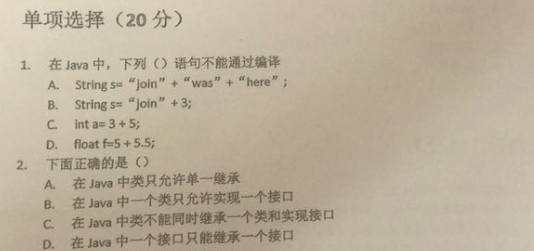 单项选择（20 分）
1. 在 Java 中，下列（）语句不能通过编译
A. String s= “join” + “was” + “here” ;
B. String s= “join” + 3;
C. int a= 3 + 5;
D. float f=5 + 5.5;
2. 下面正确的是（）
A. 在 Java 中类只允许单一继承
B. 在 Java 中一个类只允许实现一个接口
C. 在 Java 中类不能同时继承一个类和实现接口
D. 在 Java 中一个接口只能继承一个接口